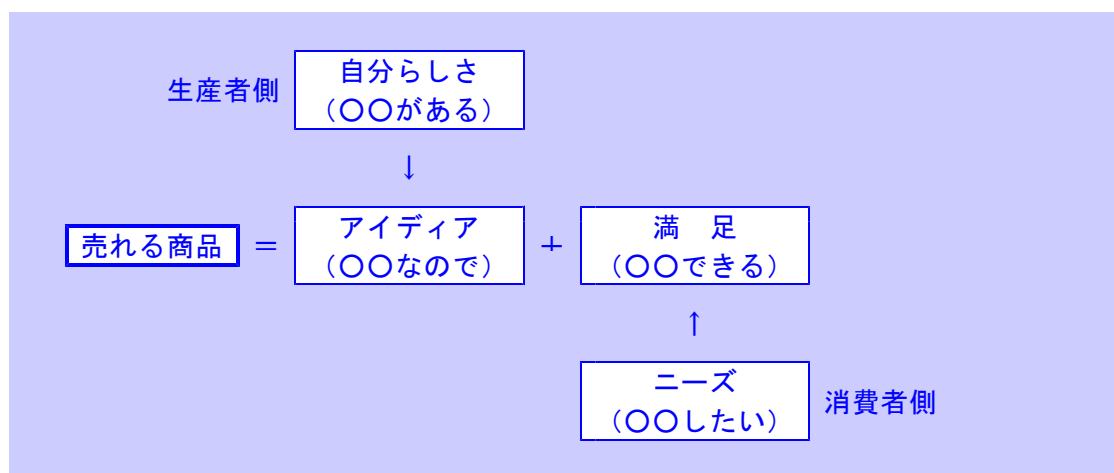 自分らしさ
生産者側
（〇〇がある）
↓
アイディア
満　足
売れる商品 ＝ ＋
（〇〇なので）
（〇〇できる）
↑
ニーズ
消費者側
（〇〇したい）